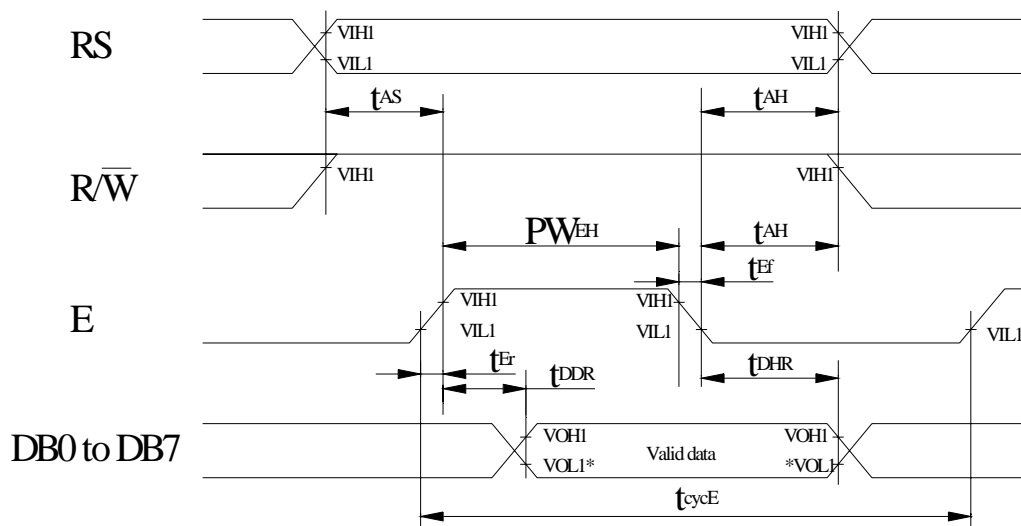 RS VIH1 VIH1
VIL1 VIL1
tAS tAH
R/W̅ VIH1 VIH1
PWEH tAH
tEf
E VIH1 VIH1
VIL1 VIL1 VIL1
tEr tDDR tDHR
DB0 to DB7 VOH1 VOH1
VOL1* Valid data *VOL1
tcycE